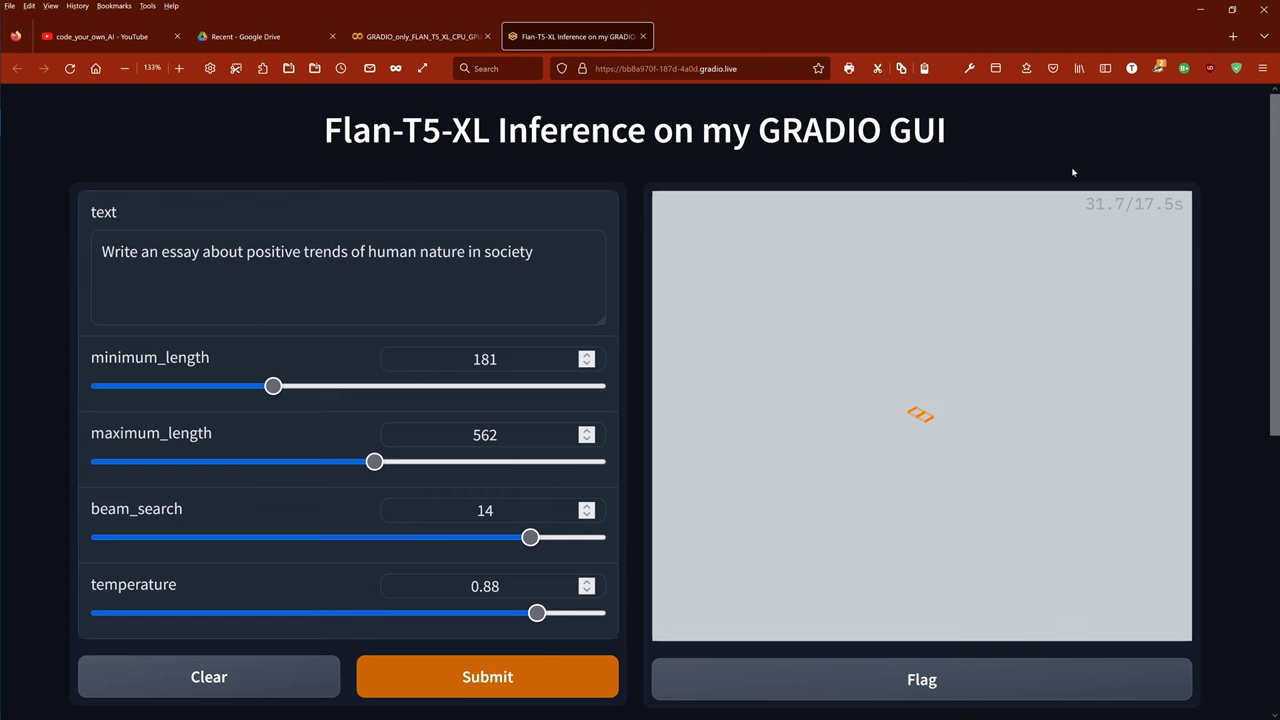 File Edit View History Bookmarks Tools Help
code_your_own_AI - YouTube
Recent - Google Drive
GRADIO_only_FLAN_T5_XL_CPU_GPU
Flan-T5-XL Inference on my GRADIO
133%
Search
https://bb8a970f-187d-4a0d.gradio.live
Flan-T5-XL Inference on my GRADIO GUI
text
Write an essay about positive trends of human nature in society
minimum_length
181
maximum_length
562
beam_search
14
temperature
0.88
Clear
Submit
31.7/17.5s
Flag